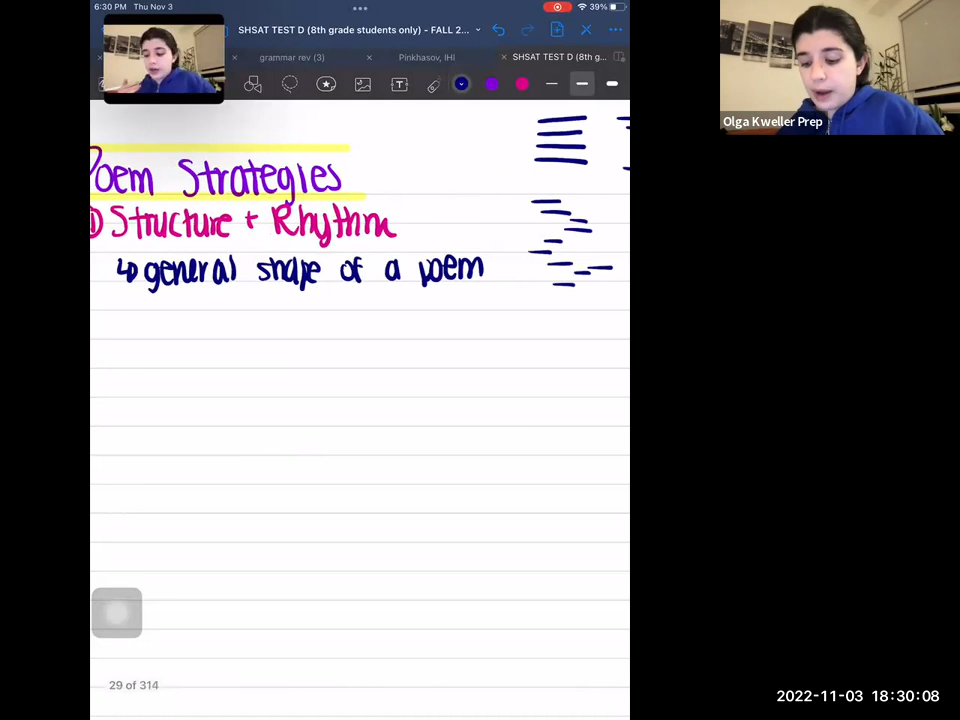 6:30 PM Thu Nov 3
39%
SHSAT TEST D (8th grade students only) - FALL 2...
grammar rev (3)
Pinkhasov, IHI
SHSAT TEST D (8th g...
T
Olga Kweller Prep
Poem Strategies
① Structure + Rhythm
↳ general shape of a poem
29 of 314
2022-11-03 18:30:08